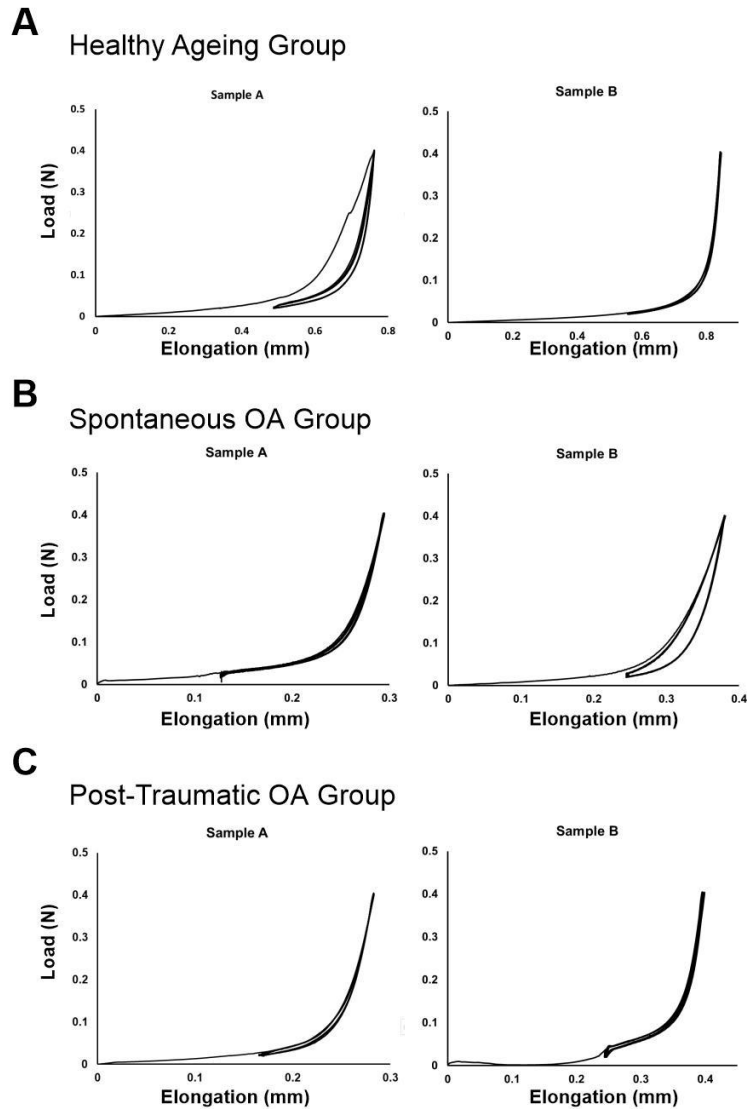 A
Healthy Ageing Group
Sample A
Sample B
0.5
0.4
0.3
0.2
0.1
0
Load (N)
0 0.2 0.4 0.6 0.8
Elongation (mm)
0.5
0.4
0.3
0.2
0.1
0
0 0.2 0.4 0.6 0.8
Elongation (mm)
B
Spontaneous OA Group
Sample A
Sample B
0.5
0.4
0.3
0.2
0.1
0
Load (N)
0 0.1 0.2 0.3
Elongation (mm)
0.5
0.4
0.3
0.2
0.1
0
0 0.1 0.2 0.3 0.4
Elongation (mm)
C
Post-Traumatic OA Group
Sample A
Sample B
0.5
0.4
0.3
0.2
0.1
0
Load (N)
0 0.1 0.2 0.3
Elongation (mm)
0.5
0.4
0.3
0.2
0.1
0
0 0.1 0.2 0.3 0.4
Elongation (mm)